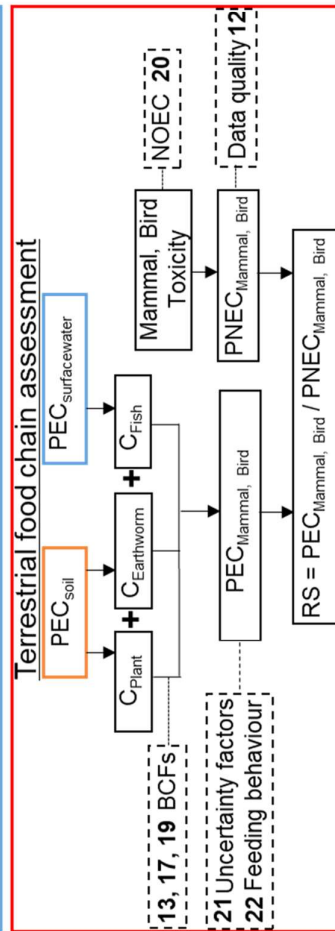 Terrestrial food chain assessment
PEC_soil
PEC_surfacewater
C_Plant + C_Earthworm + C_Fish
13, 17, 19 BCFs
Mammal, Bird
Toxicity
NOEC 20
21 Uncertainty factors
22 Feeding behaviour
PEC_Mammal, Bird
PNEC_Mammal, Bird
Data quality 12
RS = PEC_Mammal, Bird / PNEC_Mammal, Bird